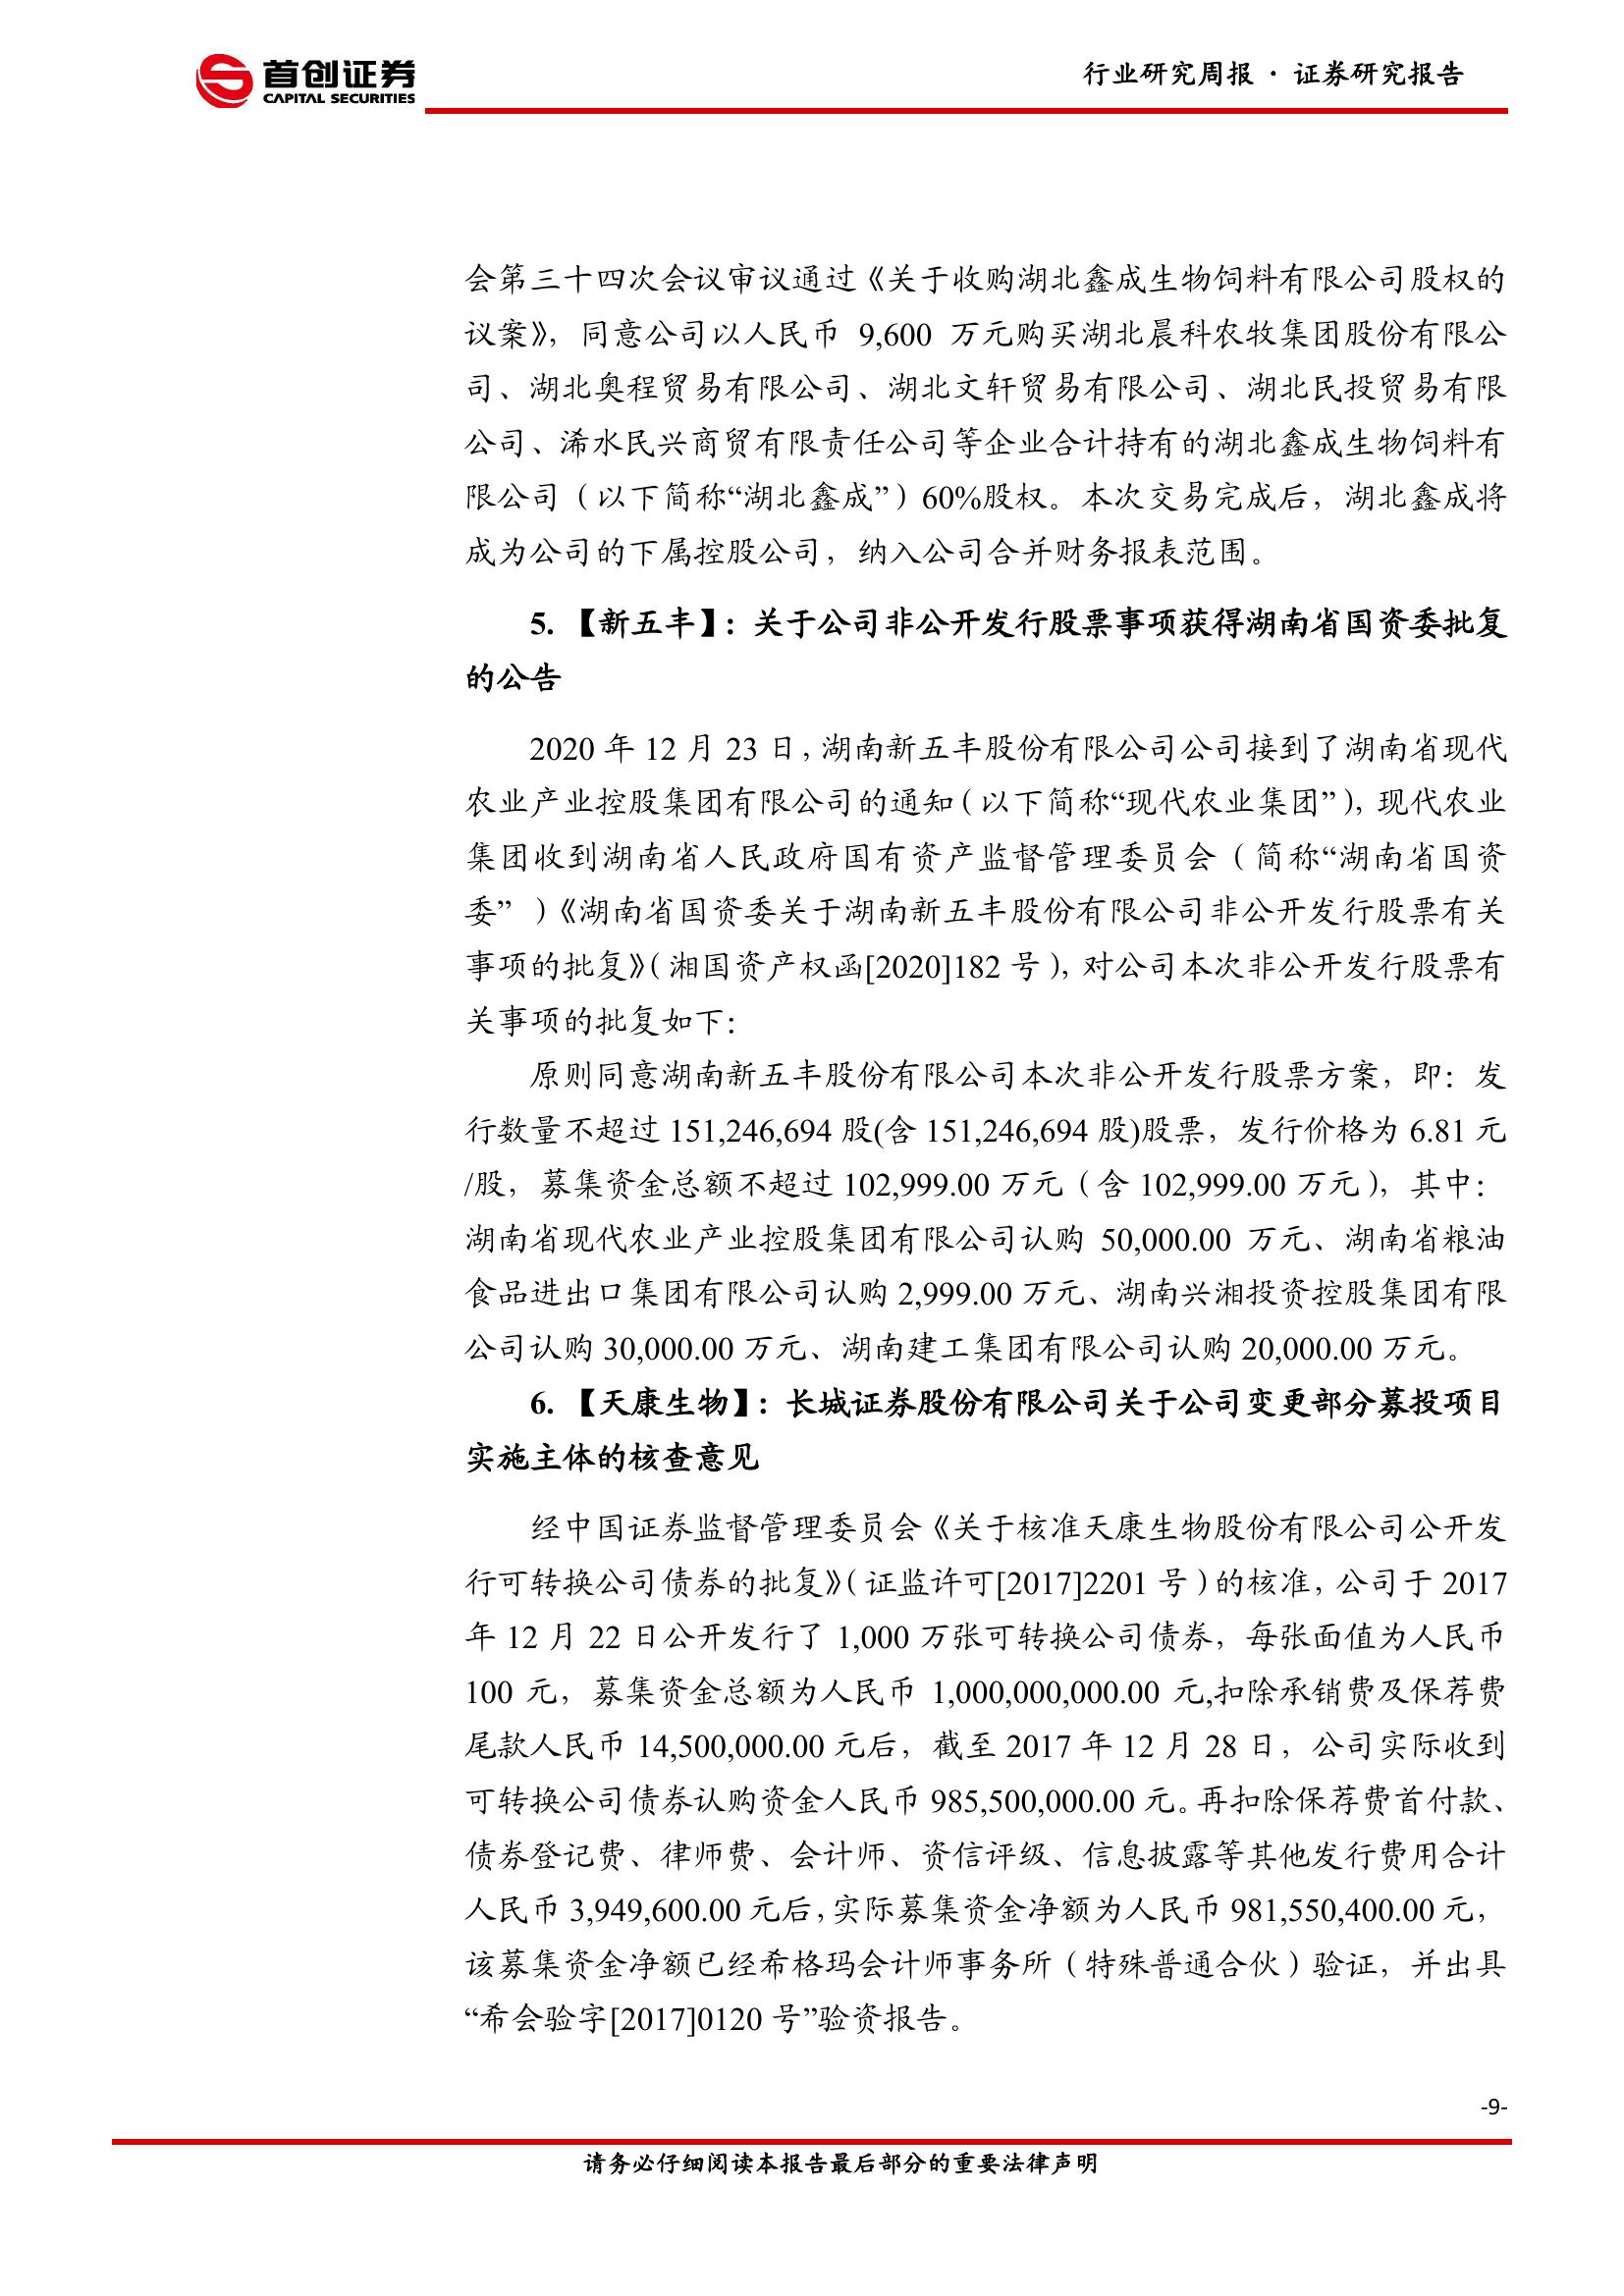 首创证券
CAPITAL SECURITIES
行业研究周报 · 证券研究报告
会第三十四次会议审议通过《关于收购湖北鑫成生物饲料有限公司股权的
议案》，同意公司以人民币 9,600 万元购买湖北晨科农牧集团股份有限公
司、湖北奥程贸易有限公司、湖北文轩贸易有限公司、湖北民投贸易有限
公司、浠水民兴商贸有限责任公司等企业合计持有的湖北鑫成生物饲料有
限公司（以下简称“湖北鑫成”）60%股权。本次交易完成后，湖北鑫成将
成为公司的下属控股公司，纳入公司合并财务报表范围。
5. 【新五丰】：关于公司非公开发行股票事项获得湖南省国资委批复
的公告
2020 年 12 月 23 日，湖南新五丰股份有限公司公司接到了湖南省现代
农业产业控股集团有限公司的通知（以下简称“现代农业集团”），现代农业
集团收到湖南省人民政府国有资产监督管理委员会（简称“湖南省国资
委” ）《湖南省国资委关于湖南新五丰股份有限公司非公开发行股票有关
事项的批复》（湘国资产权函[2020]182 号），对公司本次非公开发行股票有
关事项的批复如下：
原则同意湖南新五丰股份有限公司本次非公开发行股票方案，即：发
行数量不超过 151,246,694 股(含 151,246,694 股)股票，发行价格为 6.81 元
/股，募集资金总额不超过 102,999.00 万元（含 102,999.00 万元），其中：
湖南省现代农业产业控股集团有限公司认购 50,000.00 万元、湖南省粮油
食品进出口集团有限公司认购 2,999.00 万元、湖南兴湘投资控股集团有限
公司认购 30,000.00 万元、湖南建工集团有限公司认购 20,000.00 万元。
6. 【天康生物】：长城证券股份有限公司关于公司变更部分募投项目
实施主体的核查意见
经中国证券监督管理委员会《关于核准天康生物股份有限公司公开发
行可转换公司债券的批复》（证监许可[2017]2201 号）的核准，公司于 2017
年 12 月 22 日公开发行了 1,000 万张可转换公司债券，每张面值为人民币
100 元，募集资金总额为人民币 1,000,000,000.00 元,扣除承销费及保荐费
尾款人民币 14,500,000.00 元后，截至 2017 年 12 月 28 日，公司实际收到
可转换公司债券认购资金人民币 985,500,000.00 元。再扣除保荐费首付款、
债券登记费、律师费、会计师、资信评级、信息披露等其他发行费用合计
人民币 3,949,600.00 元后，实际募集资金净额为人民币 981,550,400.00 元，
该募集资金净额已经希格玛会计师事务所（特殊普通合伙）验证，并出具
“希会验字[2017]0120 号”验资报告。
-9-
请务必仔细阅读本报告最后部分的重要法律声明